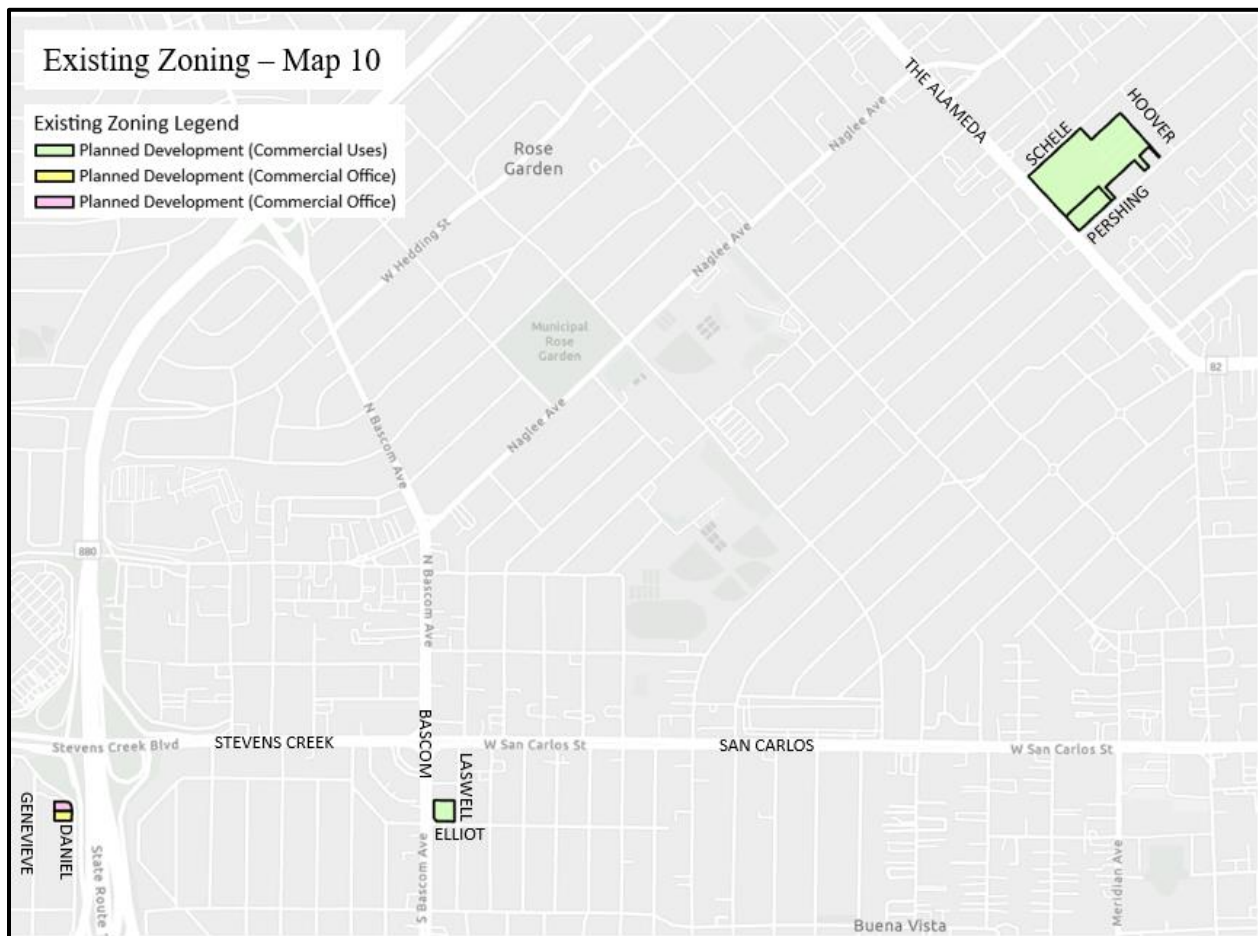 Existing Zoning – Map 10
Existing Zoning Legend
Planned Development (Commercial Uses)
Planned Development (Commercial Office)
Planned Development (Commercial Office)
THE ALAMEDA
HOOVER
SCHELE
PERSHING
Naglee Ave
Rose
Garden
W Hedding St
Naglee Ave
Municipal
Rose
Garden
82
N Bascom Ave
Naglee Ave
880
N Bascom Ave
BASCOM
Stevens Creek Blvd
STEVENS CREEK
W San Carlos St
SAN CARLOS
W San Carlos St
LASWELL
ELLIOT
GENEVIEVE
DANIEL
State Route
S Bascom Ave
Meridian Ave
Buena Vista